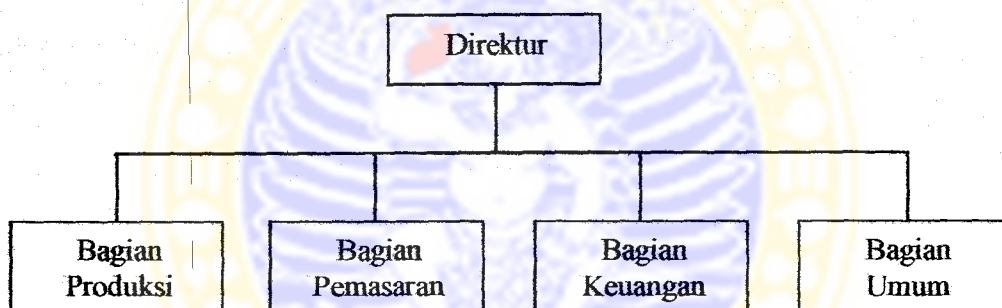 Direktur
Bagian
Produksi
Bagian
Pemasaran
Bagian
Keuangan
Bagian
Umum